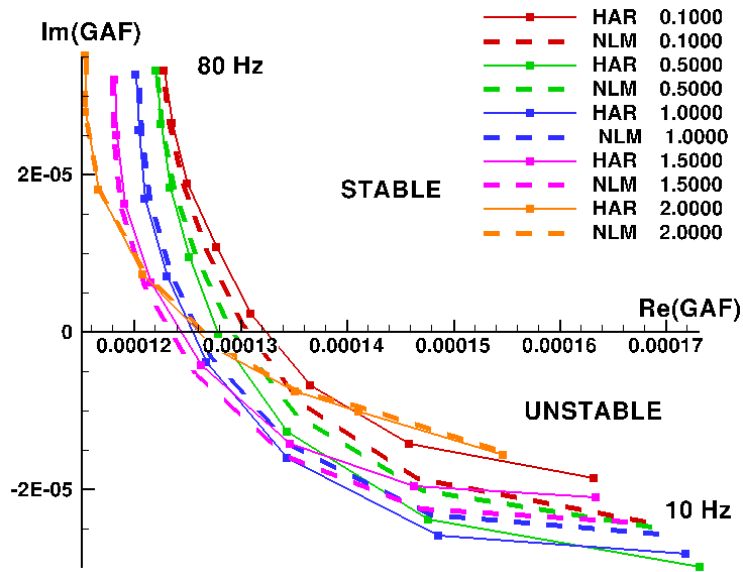 Im(GAF)
80 Hz
HAR 0.1000
NLM 0.1000
HAR 0.5000
NLM 0.5000
HAR 1.0000
NLM 1.0000
HAR 1.5000
NLM 1.5000
HAR 2.0000
NLM 2.0000
2E-05
STABLE
Re(GAF)
0
0.00012 0.00013 0.00014 0.00015 0.00016 0.00017
UNSTABLE
-2E-05
10 Hz